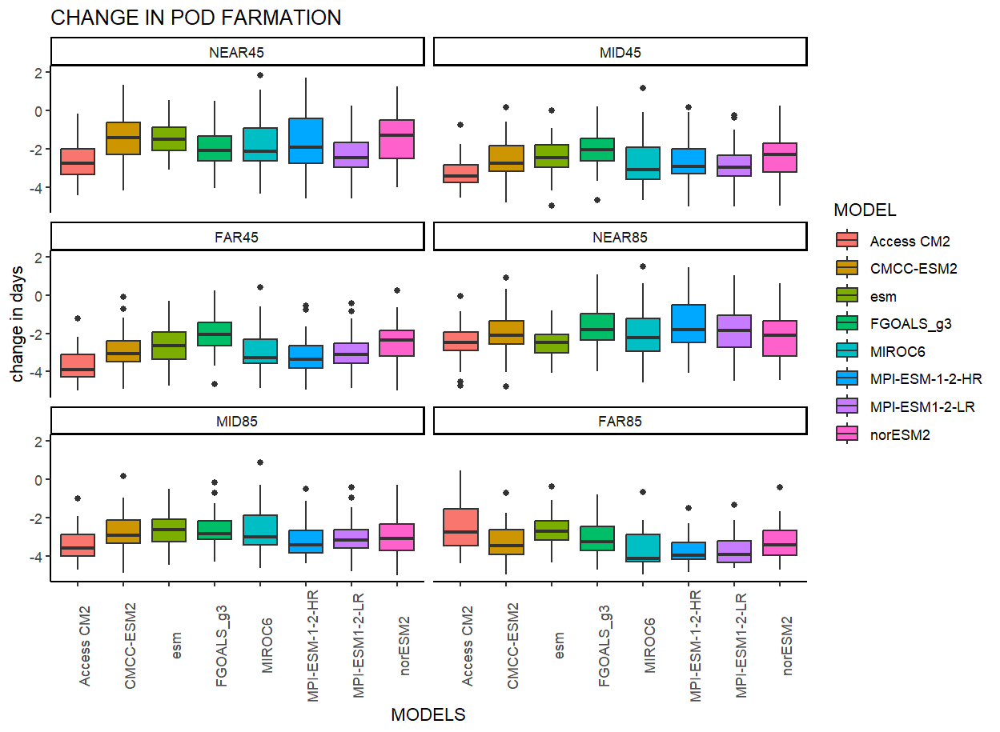 CHANGE IN POD FARMATION
NEAR45
MID45
2
0
-2
-4
FAR45
NEAR85
2
0
-2
-4
MID85
FAR85
2
0
-2
-4
change in days
Access CM2
CMCC-ESM2
esm
FGOALS_g3
MIROC6
MPI-ESM-1-2-HR
MPI-ESM1-2-LR
norESM2
Access CM2
CMCC-ESM2
esm
FGOALS_g3
MIROC6
MPI-ESM-1-2-HR
MPI-ESM1-2-LR
norESM2
MODELS
MODEL
Access CM2
CMCC-ESM2
esm
FGOALS_g3
MIROC6
MPI-ESM-1-2-HR
MPI-ESM1-2-LR
norESM2